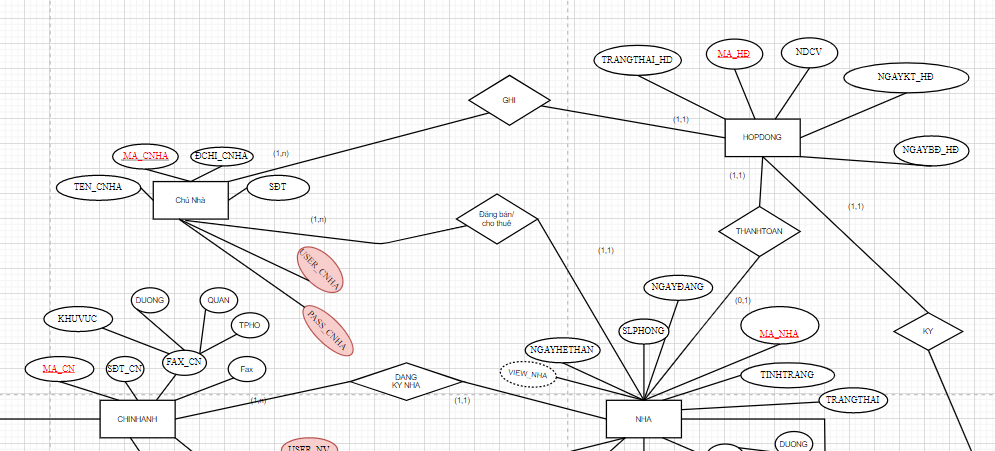 TRANGTHAI_HD
MA_HĐ
NDCV
NGAYKT_HĐ
GHI
(1,1)
HOPDONG
NGAYBĐ_HĐ
MA_CNHA
ĐCHI_CNHA
(1,n)
TEN_CNHA
SĐT
Chủ Nhà
(1,1)
(1,n)
Đăng bán/
cho thuê
(1,1)
THANHTOAN
(1,1)
USER_CNHA
NGAYĐANG
DUONG
QUAN
(0,1)
KHUVUC
TPHO
PASS_CNHA
SLPHONG
MA_NHA
KY
NGAYHETHAN
MA_CN
SĐT_CN
FAX_CN
Fax
VIEW_NHA
TINHTRANG
DANG
KY NHA
(1,n)
(1,1)
TRANGTHAI
CHINHANH
NHA
USER_NV
DUONG